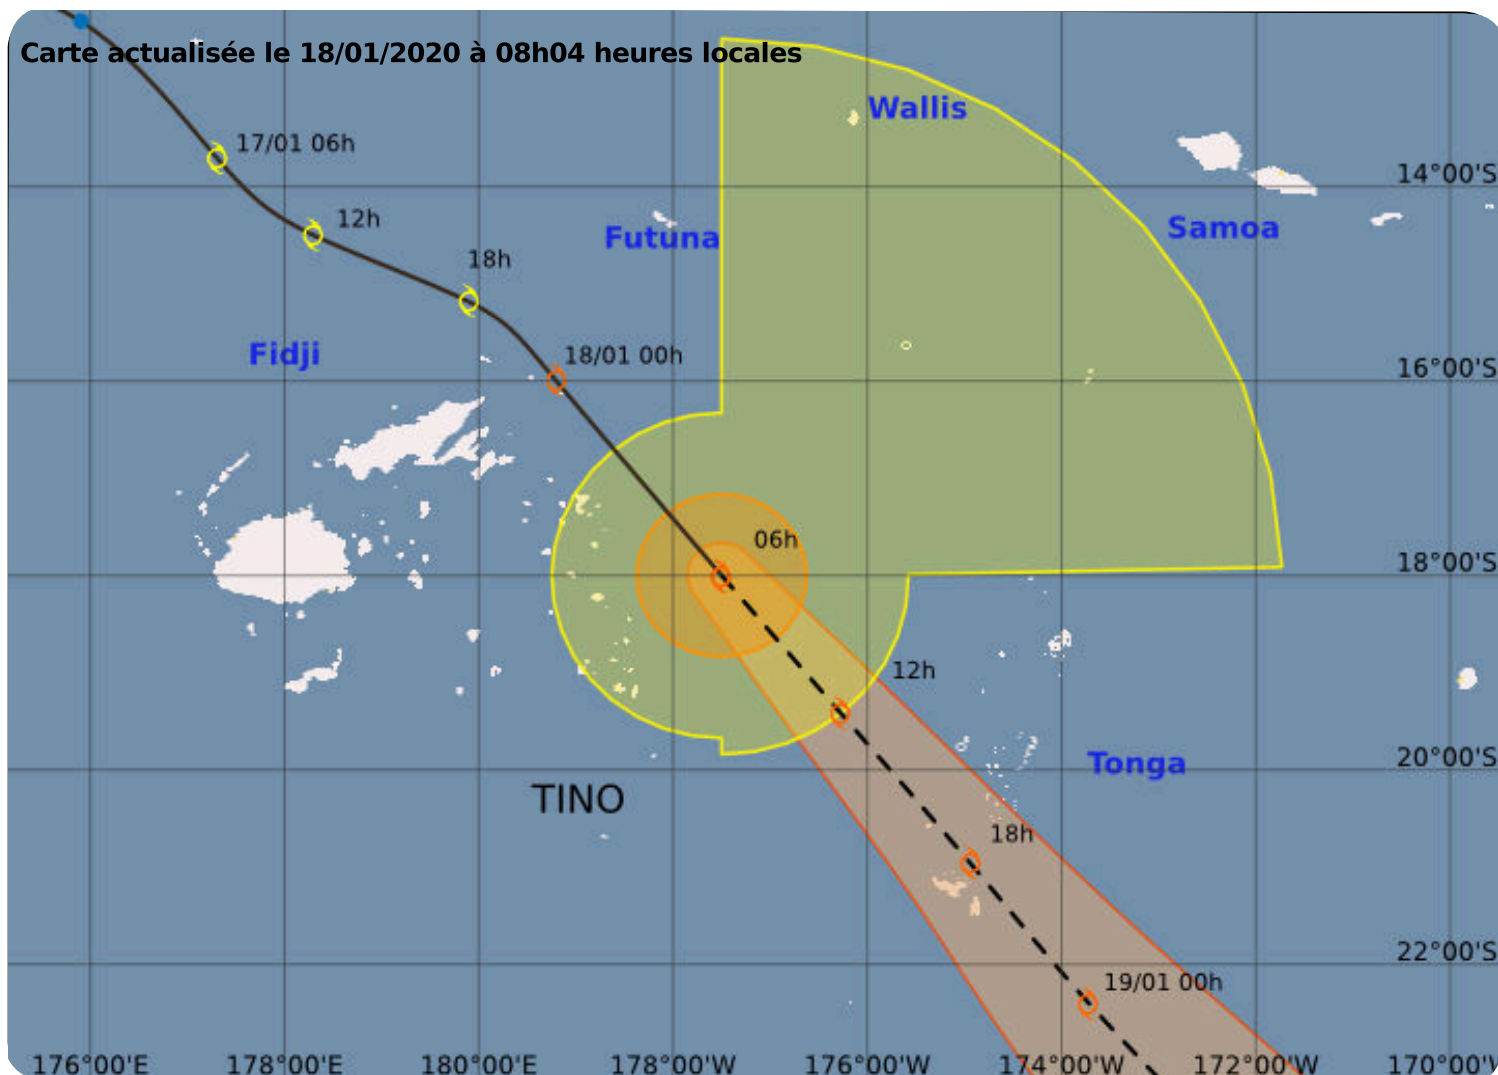 Carte actualisée le 18/01/2020 à 08h04 heures locales
Wallis
17/01 06h
14°00'S
12h
Samoa
Futuna
18h
Fidji
18/01 00h
16°00'S
06h
18°00'S
12h
20°00'S
Tonga
TINO
18h
22°00'S
19/01 00h
176°00'E
178°00'E
180°00'E
178°00'W
176°00'W
174°00'W
172°00'W
170°00'W